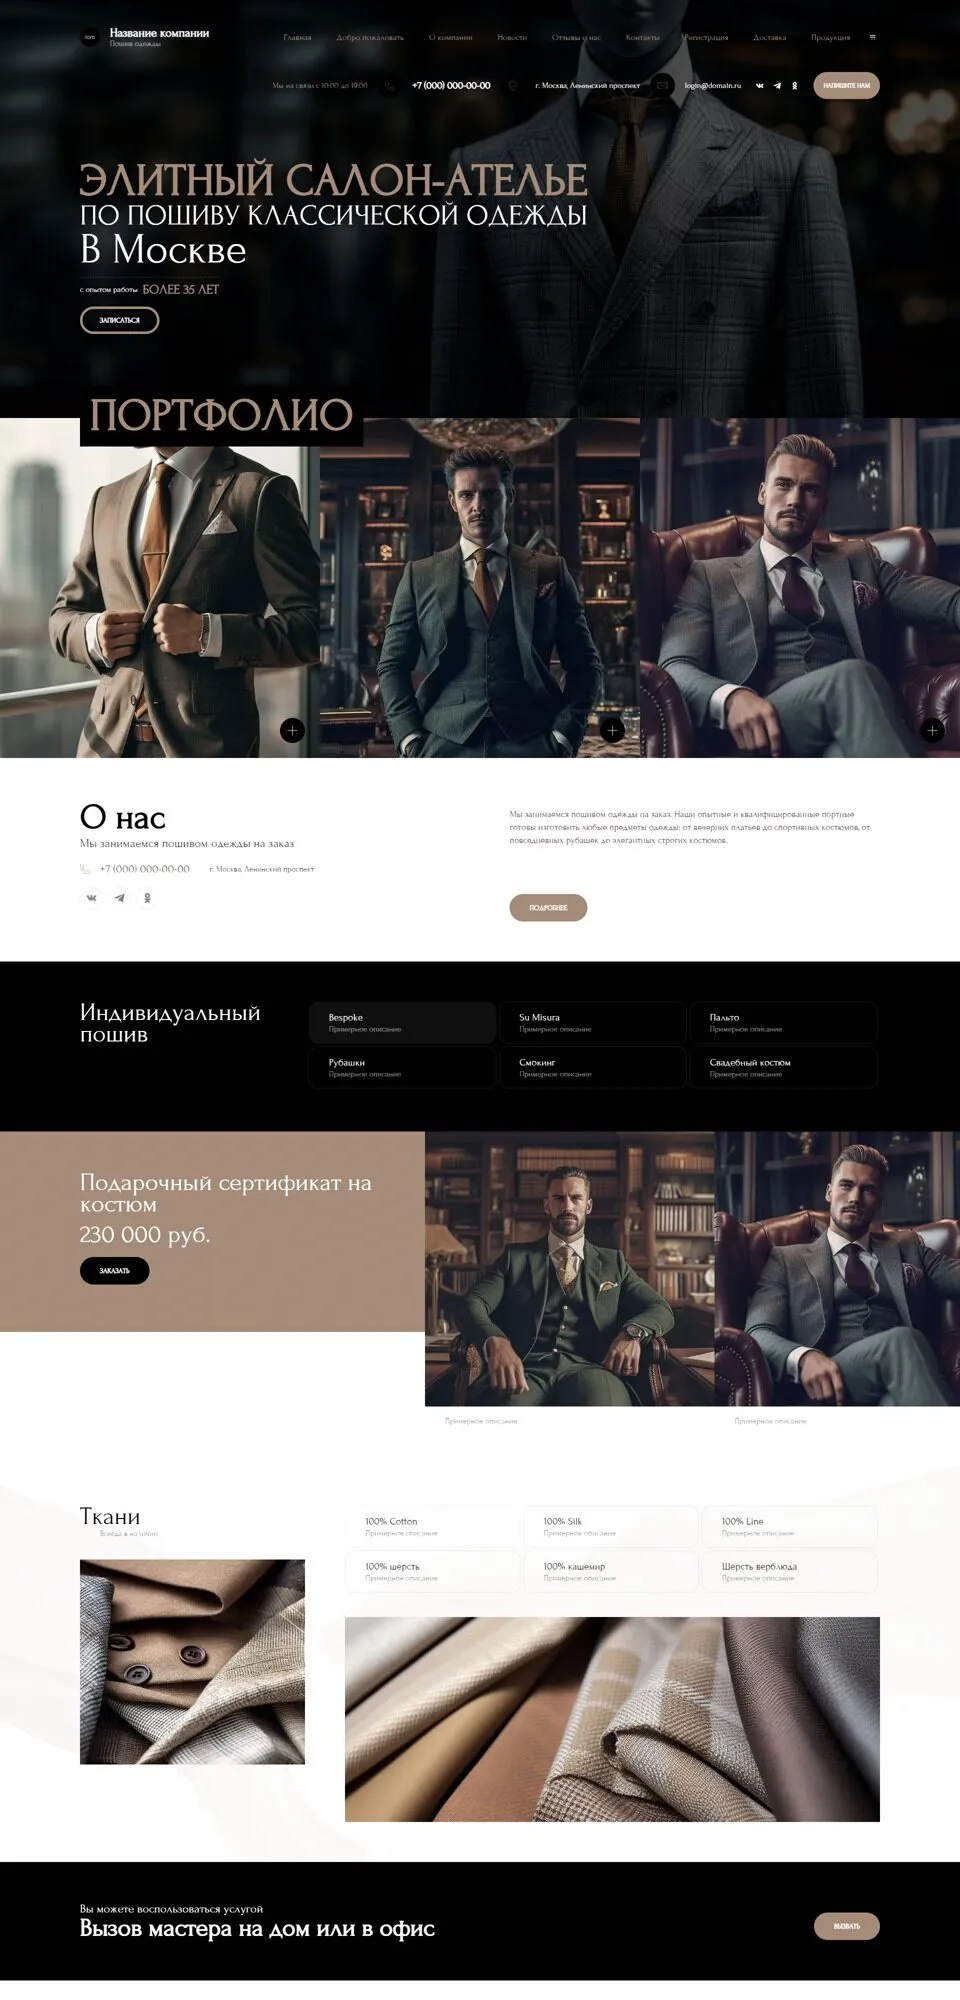 Название компании
Пошив одежды
Главная
Добро пожаловать
О компании
Новости
Отзывы о нас
Контакты
Регистрация
Доставка
Продукция
Мы на связи с 10:00 до 19:00
+7 (000) 000-00-00
г. Москва, Ленинский проспект
login@domain.ru
НАПИШИТЕ НАМ
ЭЛИТНЫЙ САЛОН-АТЕЛЬЕ
ПО ПОШИВУ КЛАССИЧЕСКОЙ ОДЕЖДЫ
В Москве
с опытом работы БОЛЕЕ 35 ЛЕТ
ЗАПИСАТЬСЯ
ПОРТФОЛИО
О нас
Мы занимаемся пошивом одежды на заказ
+7 (000) 000-00-00
г. Москва, Ленинский проспект
Мы занимаемся пошивом одежды на заказ. Наши опытные и квалифицированные портные
готовы изготовить любые предметы одежды: от вечерних платьев до спортивных костюмов, от
повседневных рубашек до элегантных строгих костюмов.
ПОДРОБНЕЕ
Индивидуальный
пошив
Bespoke
Примерное описание
Su Misura
Примерное описание
Пальто
Примерное описание
Рубашки
Примерное описание
Смокинг
Примерное описание
Свадебный костюм
Примерное описание
Подарочный сертификат на
костюм
230 000 руб.
ЗАКАЗАТЬ
Примерное описание
Примерное описание
Ткани
Всегда в наличии
100% Cotton
Примерное описание
100% Silk
Примерное описание
100% Line
Примерное описание
100% шерсть
Примерное описание
100% кашемир
Примерное описание
Шерсть верблюда
Примерное описание
Вы можете воспользоваться услугой
Вызов мастера на дом или в офис
ВЫЗВАТЬ